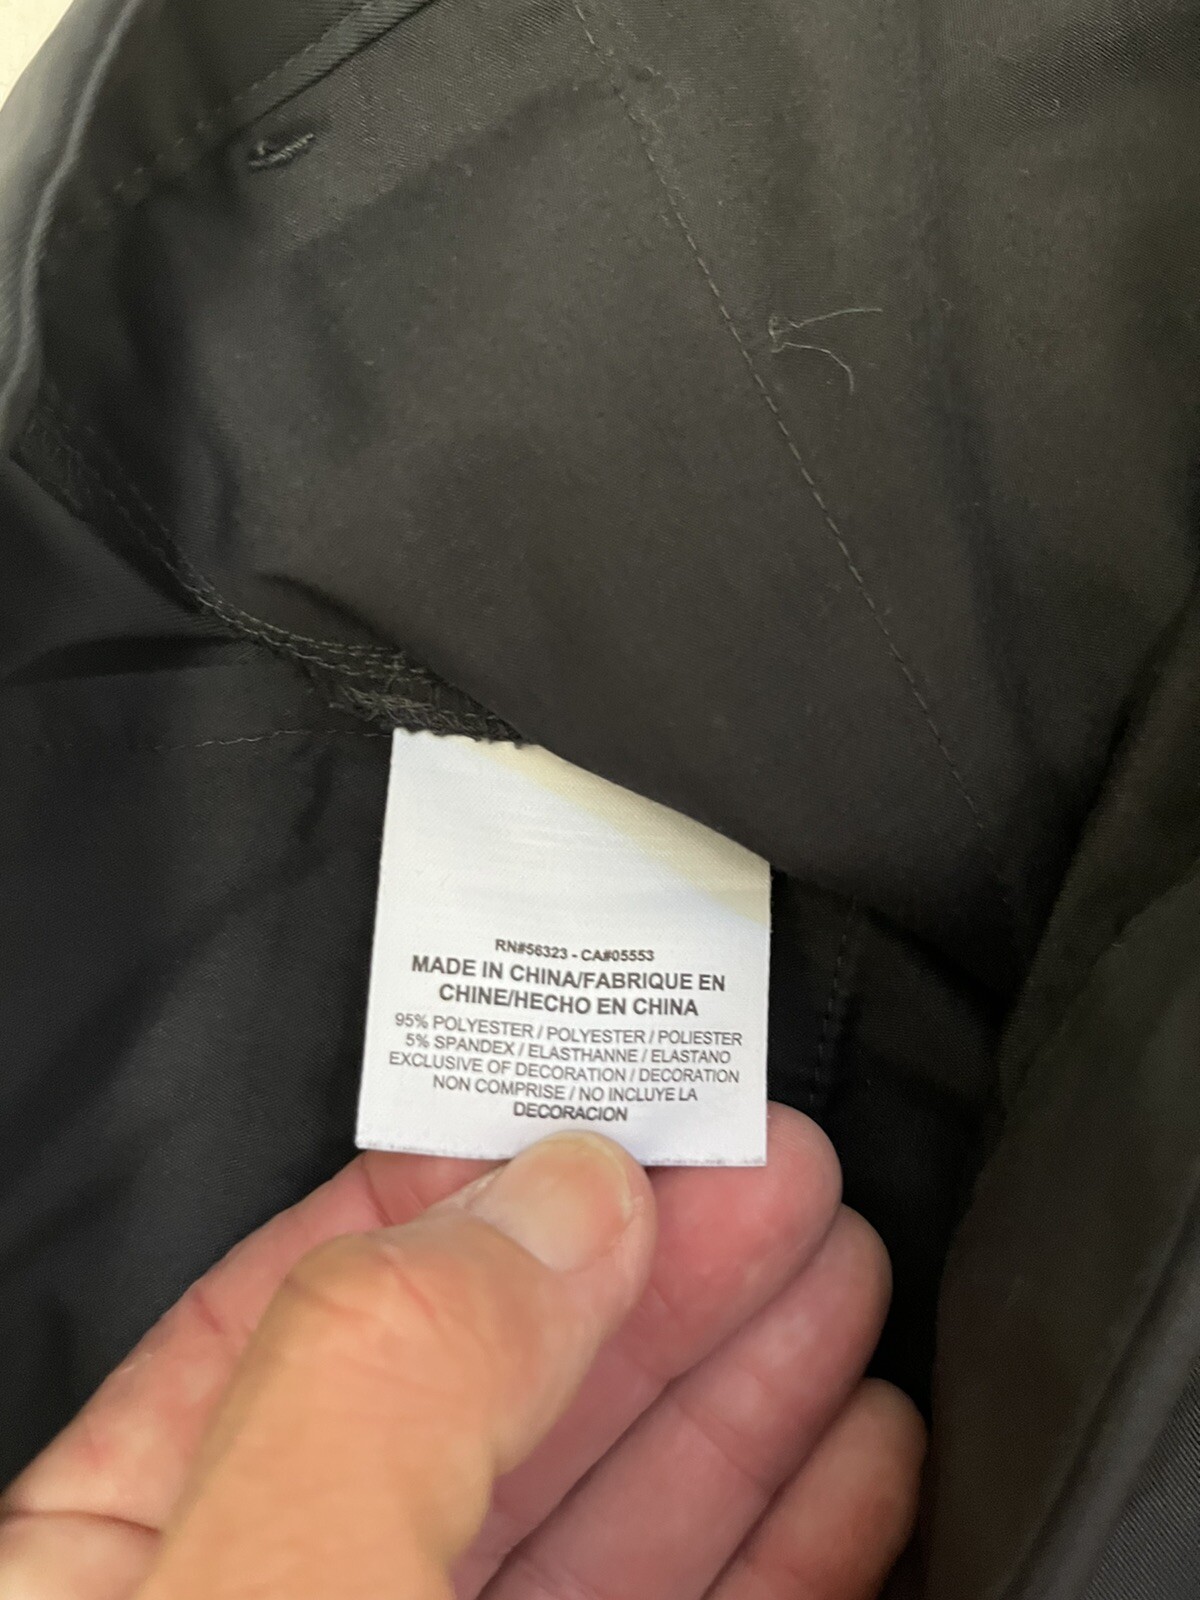 RN#56323 - CA#05553
MADE IN CHINA/FABRIQUE EN
CHINE/HECHO EN CHINA
95% POLYESTER / POLYESTER / POLIESTER
5% SPANDEX / ELASTHANNE / ELASTANO
EXCLUSIVE OF DECORATION / DECORATION
NON COMPRISE / NO INCLUYE LA
DECORACION